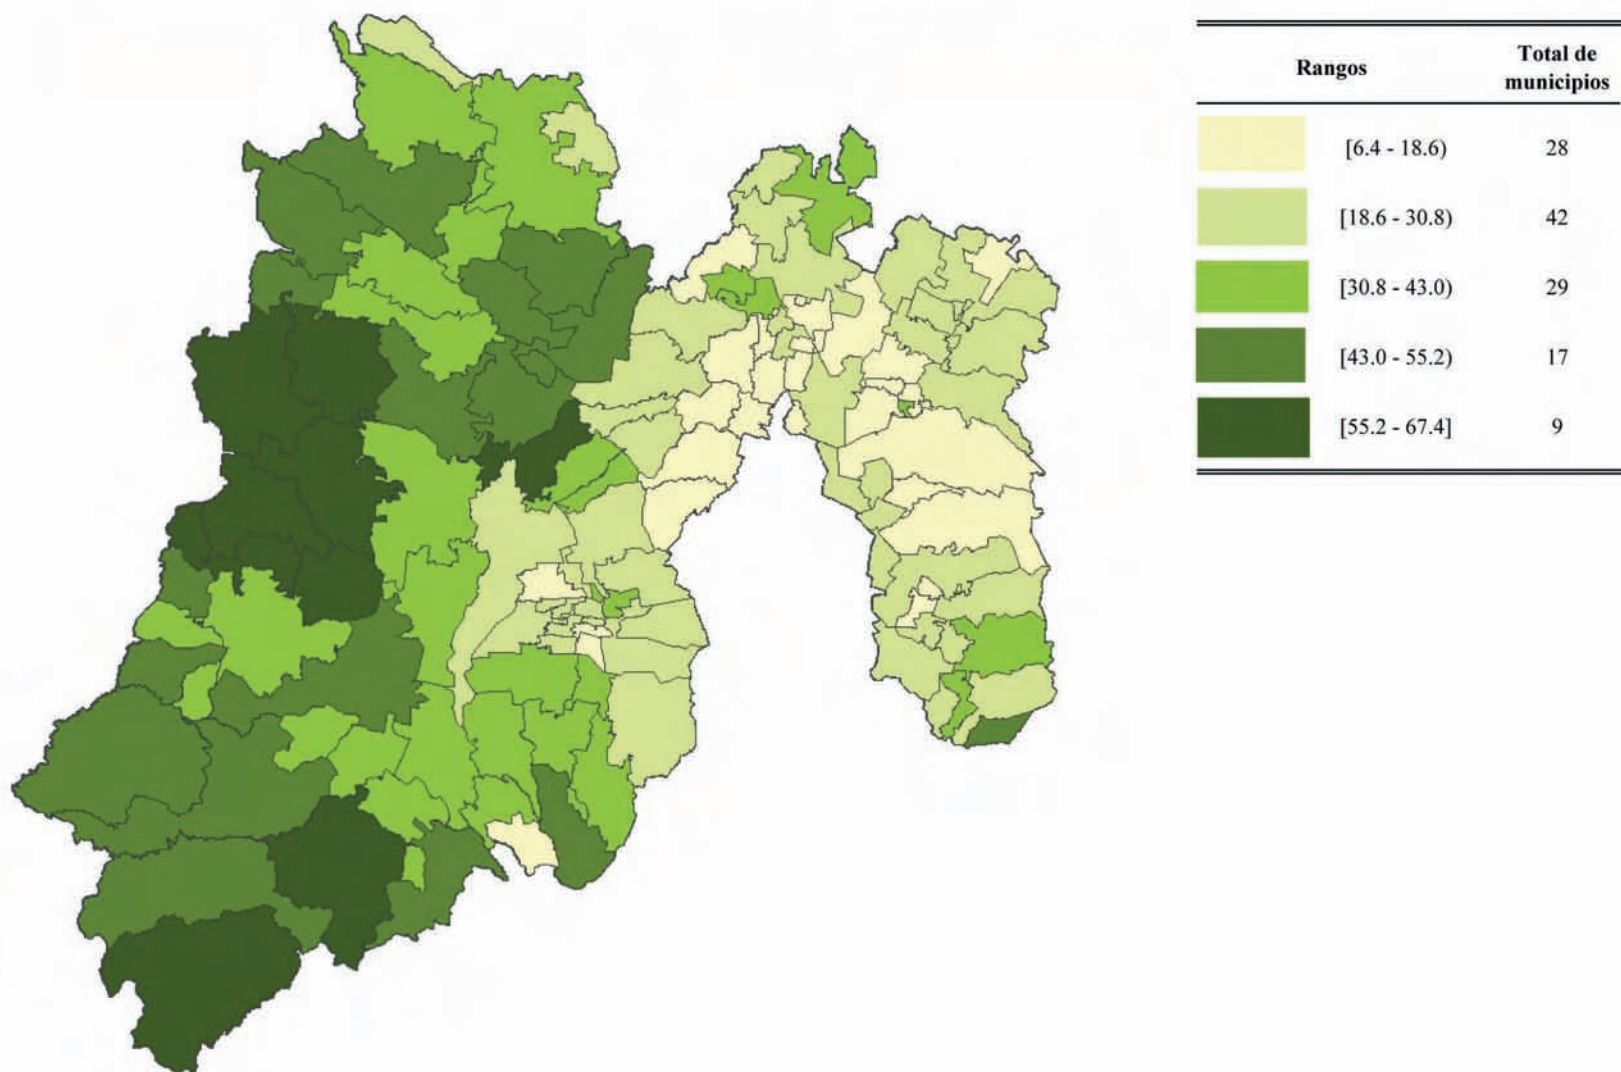 Rangos Total de
municipios
[6.4 - 18.6) 28
[18.6 - 30.8) 42
[30.8 - 43.0) 29
[43.0 - 55.2) 17
[55.2 - 67.4] 9